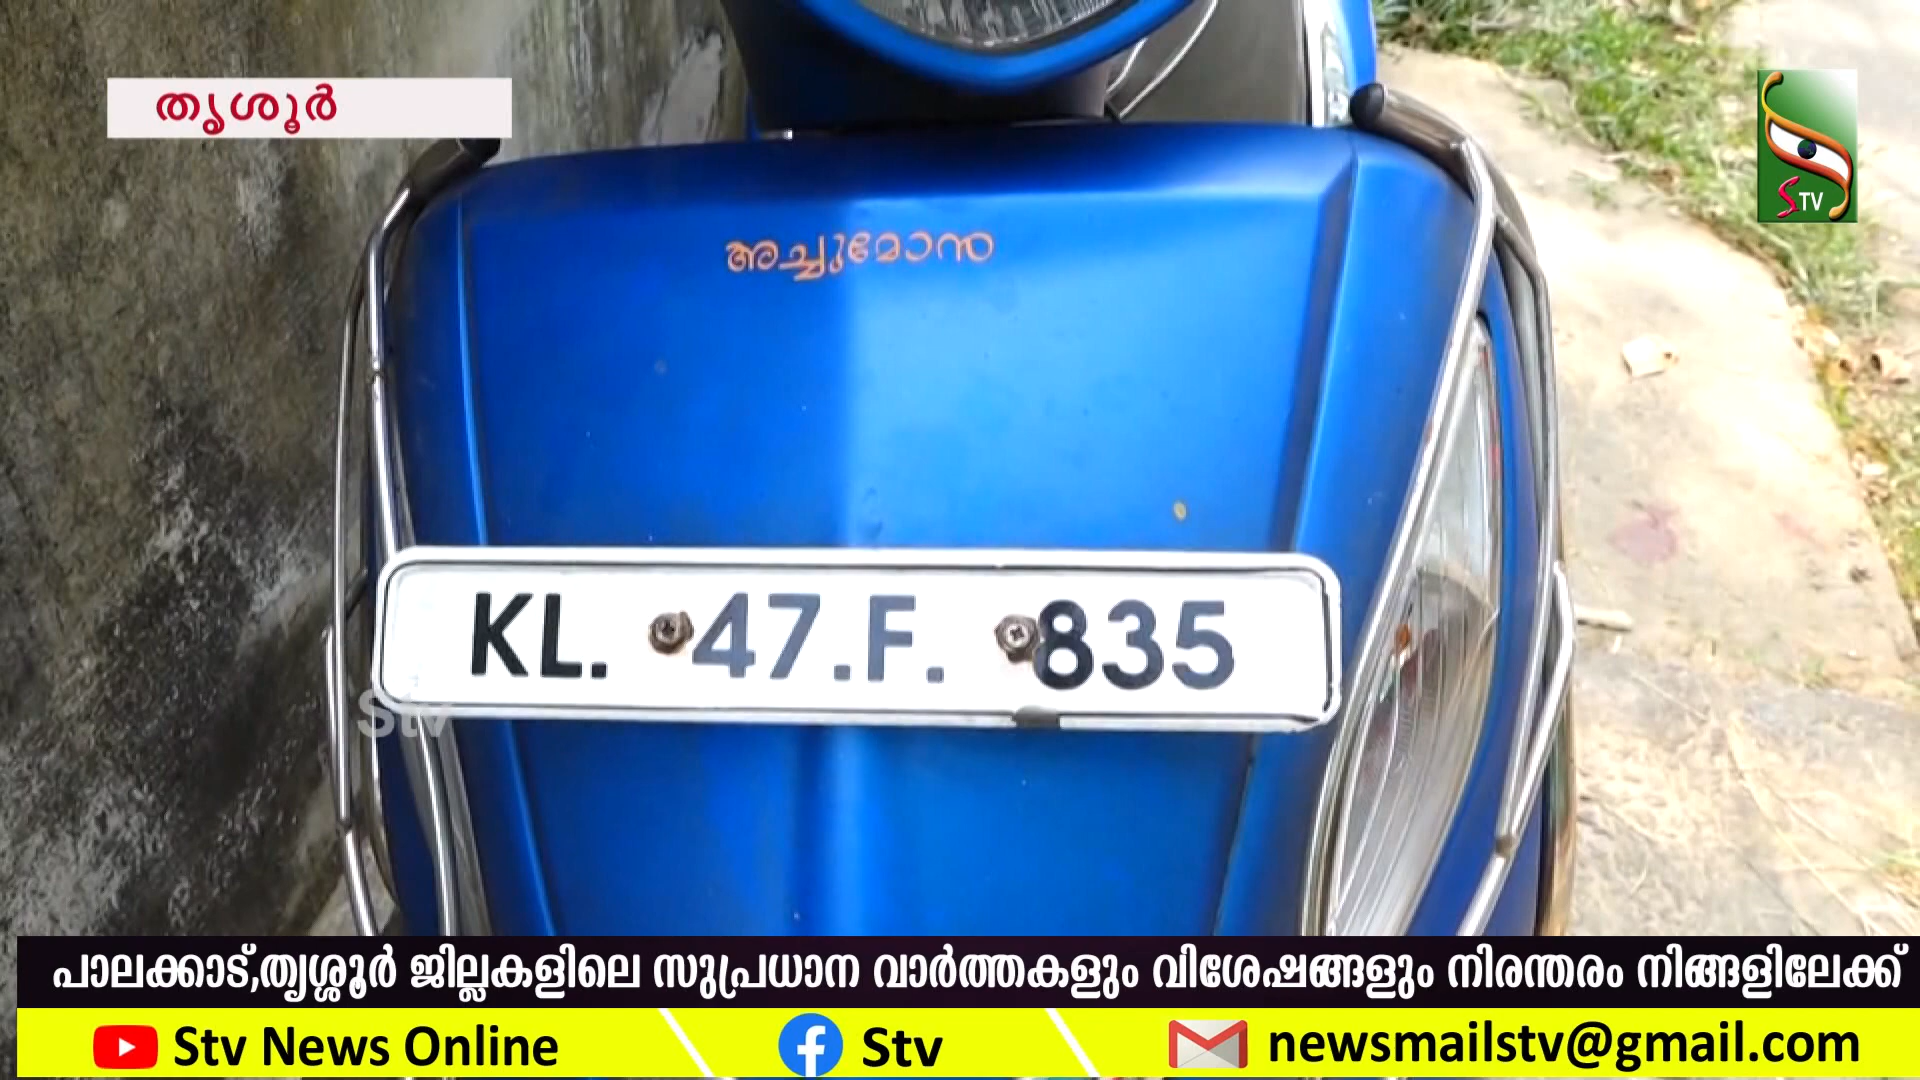 തൃശൂർ
STV
അച്ചുമോൻ
KL. 47.F. 835
Stv
പാലക്കാട്,തൃശ്ശൂർ ജില്ലകളിലെ സുപ്രധാന വാർത്തകളും വിശേഷങ്ങളും നിരന്തരം നിങ്ങളിലേക്ക്
Stv News Online
Stv
newsmailstv@gmail.com